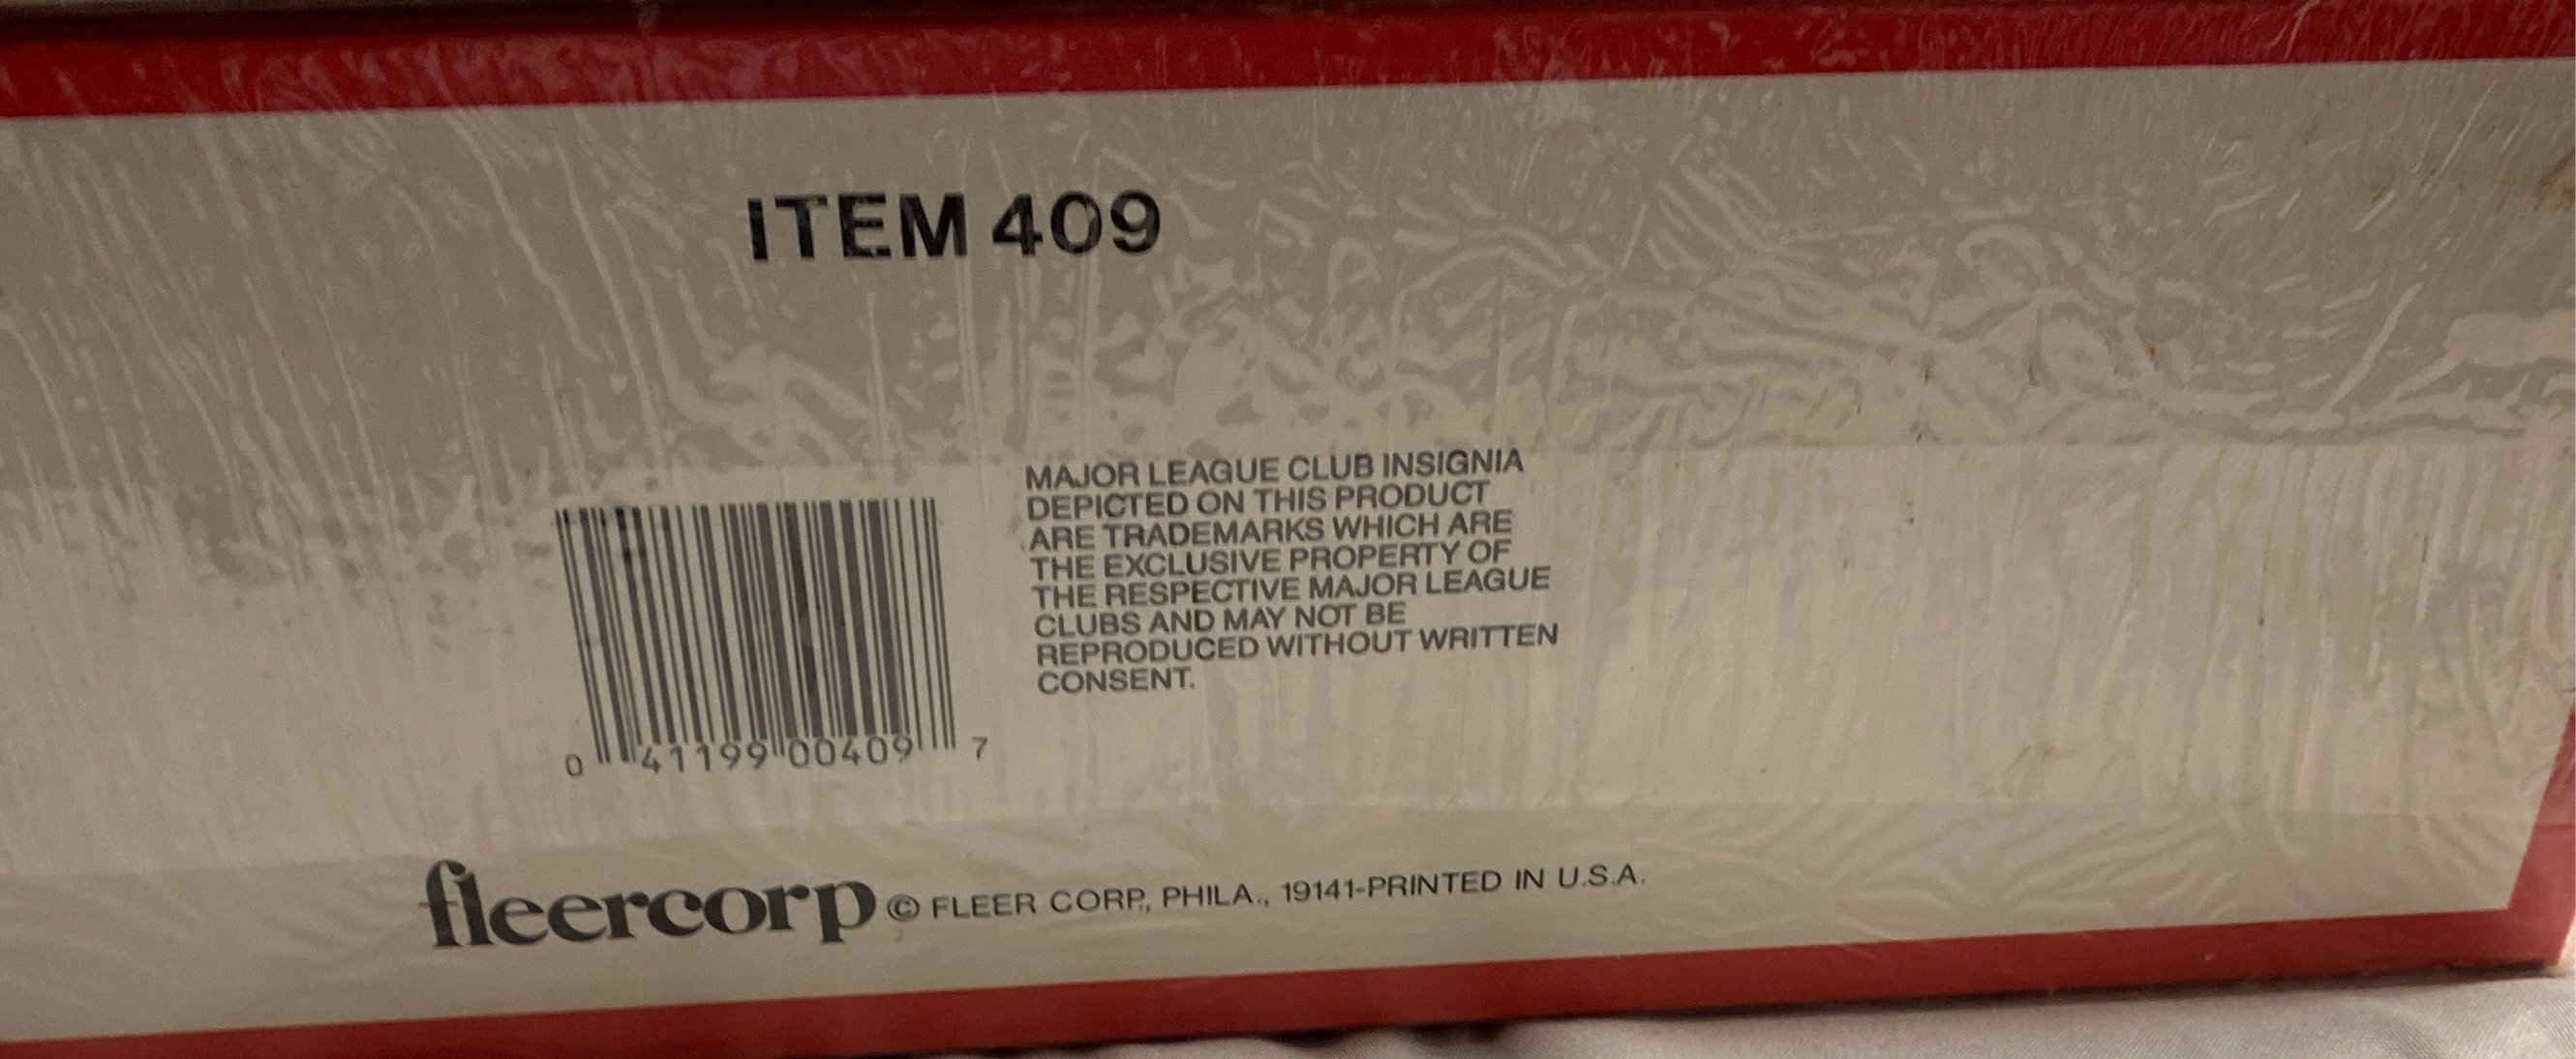 ITEM 409
MAJOR LEAGUE CLUB INSIGNIA
DEPICTED ON THIS PRODUCT
ARE TRADEMARKS WHICH ARE
THE EXCLUSIVE PROPERTY OF
THE RESPECTIVE MAJOR LEAGUE
CLUBS AND MAY NOT BE
REPRODUCED WITHOUT WRITTEN
CONSENT.
0 41199 00409 7
fleercorp © FLEER CORP., PHILA., 19141-PRINTED IN U.S.A.